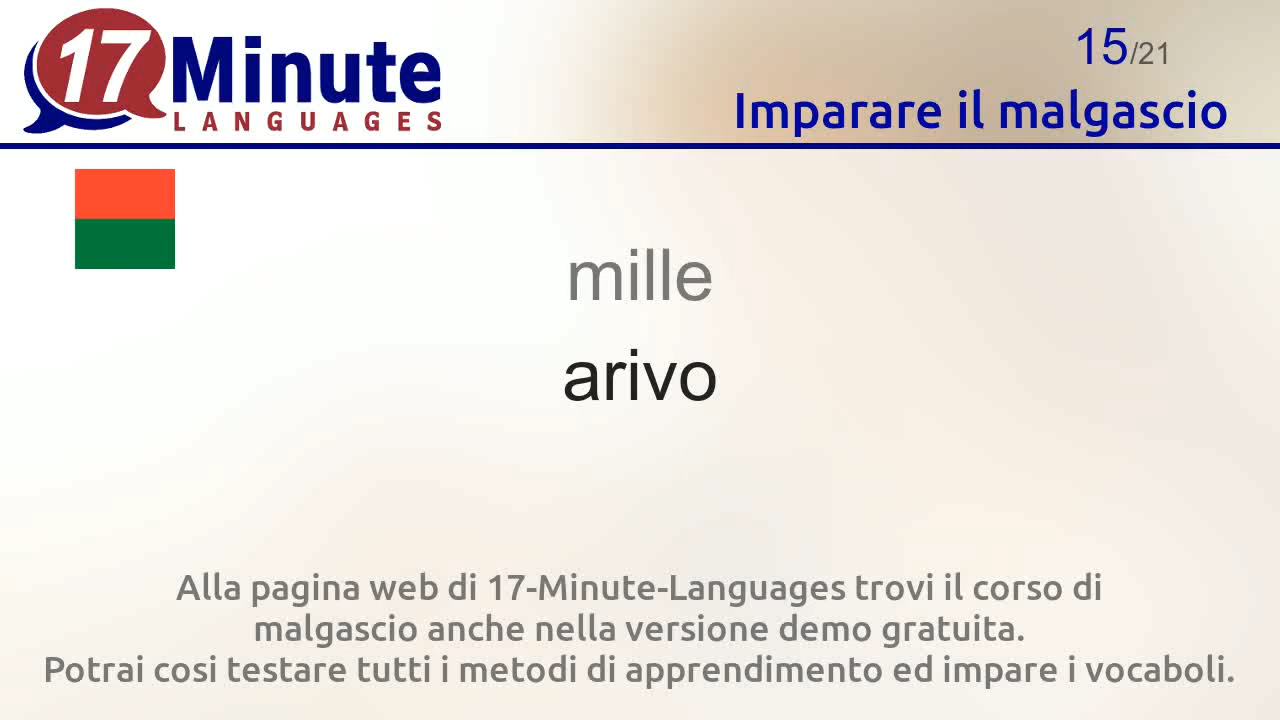 17 Minute
LANGUAGES
15/21
Imparare il malgascio
mille
arivo
Alla pagina web di 17-Minute-Languages trovi il corso di
malgascio anche nella versione demo gratuita.
Potrai cosi testare tutti i metodi di apprendimento ed impare i vocaboli.